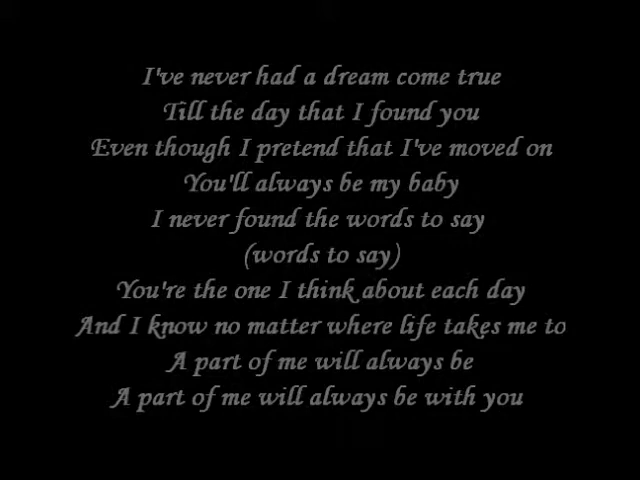 I've never had a dream come true
Till the day that I found you
Even though I pretend that I've moved on
You'll always be my baby
I never found the words to say
(words to say)
You're the one I think about each day
And I know no matter where life takes me to
A part of me will always be
A part of me will always be with you